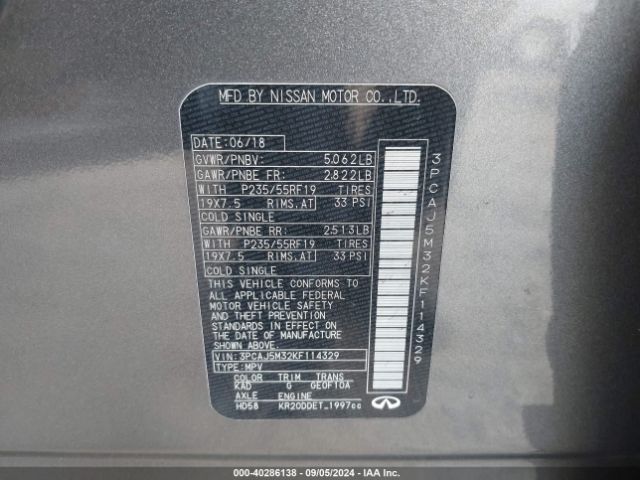 MFD BY NISSAN MOTOR CO.,LTD.
DATE: 06/18
GVWR/PNBV: 5,062LB
GAWR/PNBE FR: 2,822LB
WITH P235/55RF19 TIRES
19X7.5 RIMS,AT 33 PSI
COLD SINGLE
GAWR/PNBE RR: 2,513LB
WITH P235/55RF19 TIRES
19X7.5 RIMS,AT 33 PSI
COLD SINGLE
THIS VEHICLE CONFORMS TO
ALL APPLICABLE FEDERAL
MOTOR VEHICLE SAFETY
AND THEFT PREVENTION
STANDARDS IN EFFECT ON
THE DATE OF MANUFACTURE
SHOWN ABOVE.
VIN: 3PCAJ5M32KF114329
TYPE: MPV
COLOR TRIM TRANS
KAD G GE0F10A
AXLE ENGINE
HD58 KR20DDET 1997cc
3PCAJ5M32KF114329
000-40286138 - 09/05/2024 - IAA Inc.